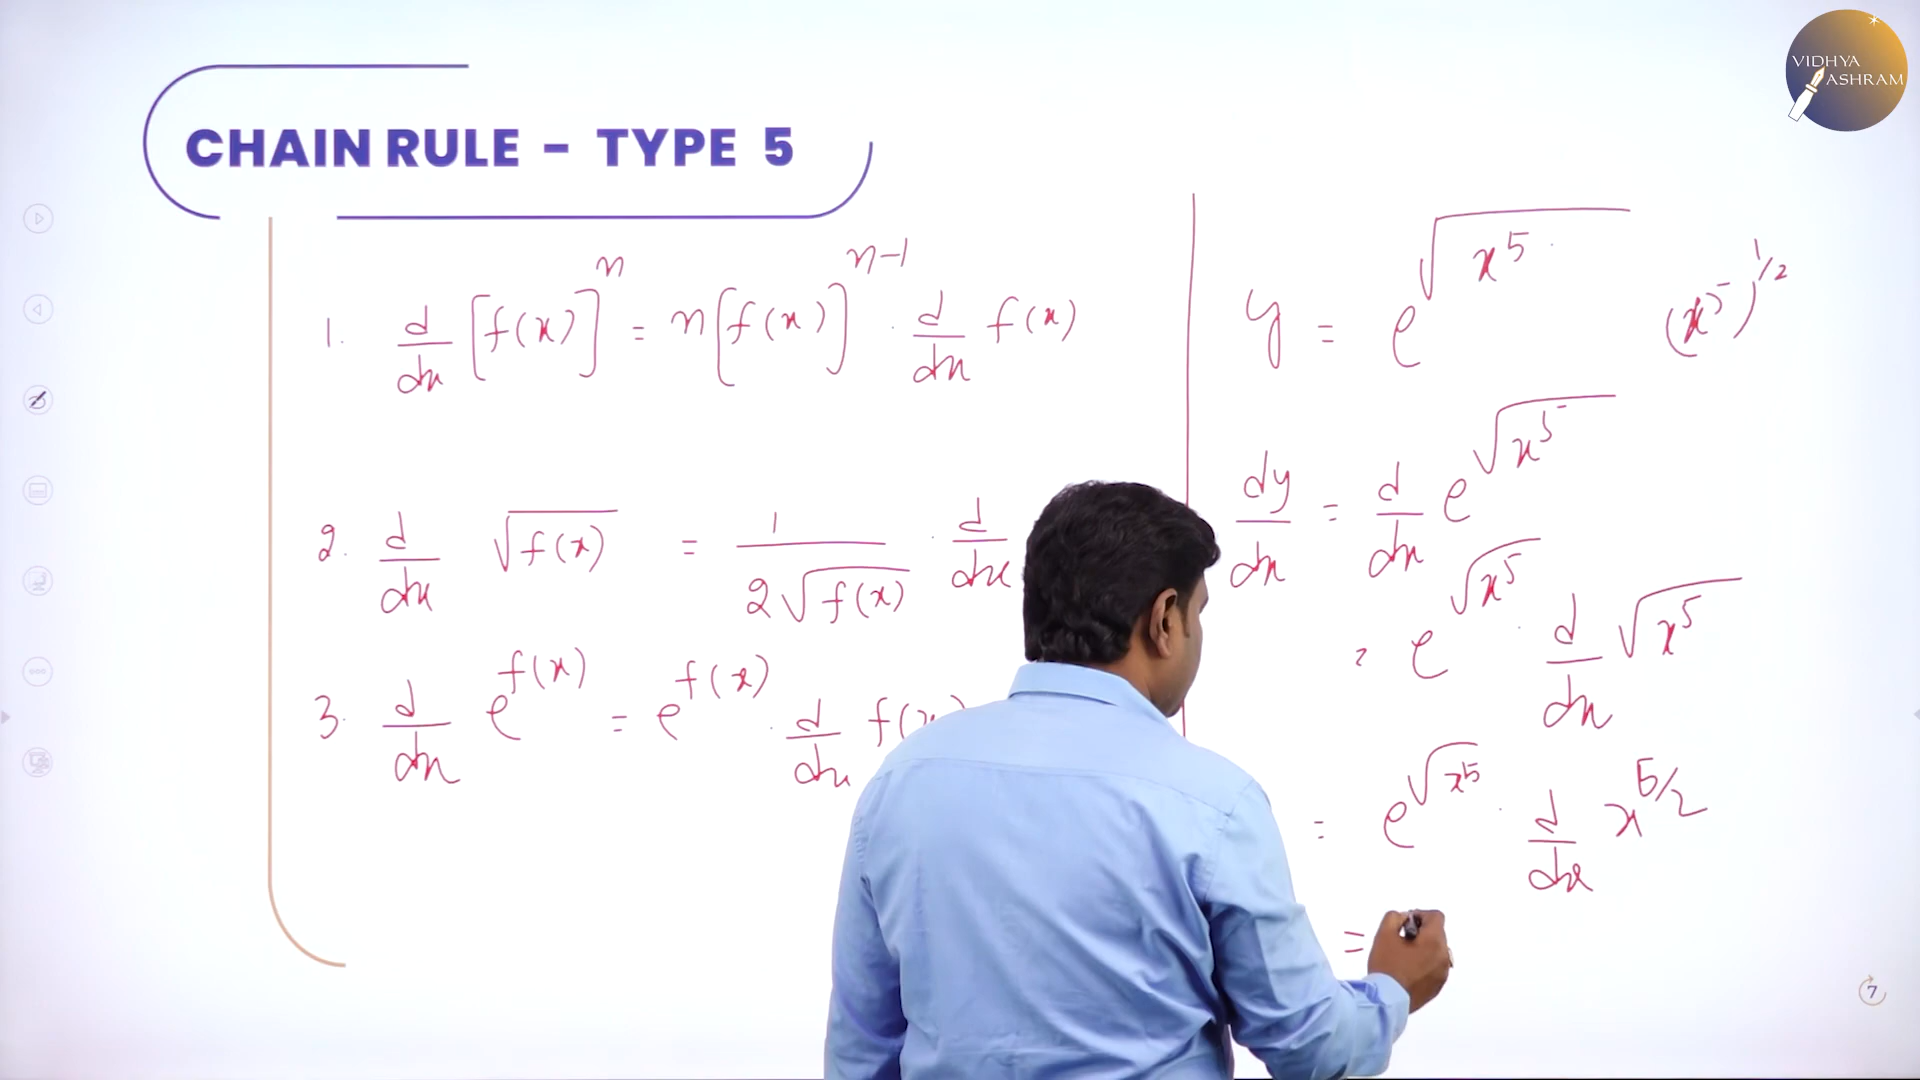 VIDHYA
ASHRAM
CHAIN RULE - TYPE 5
1. d/dx [f(x)]^n = n[f(x)]^(n-1) . d/dx f(x)
2. d/dx √f(x) = 1/(2√f(x)) . d/dx
3. d/dx e^f(x) = e^f(x) . d/dx f(x)
y = e^√x^5
(x^5)^1/2
dy/dx = d/dx e^√x^5
= e^√x^5 . d/dx √x^5
= e^√x^5 . d/dx x^5/2
=
7